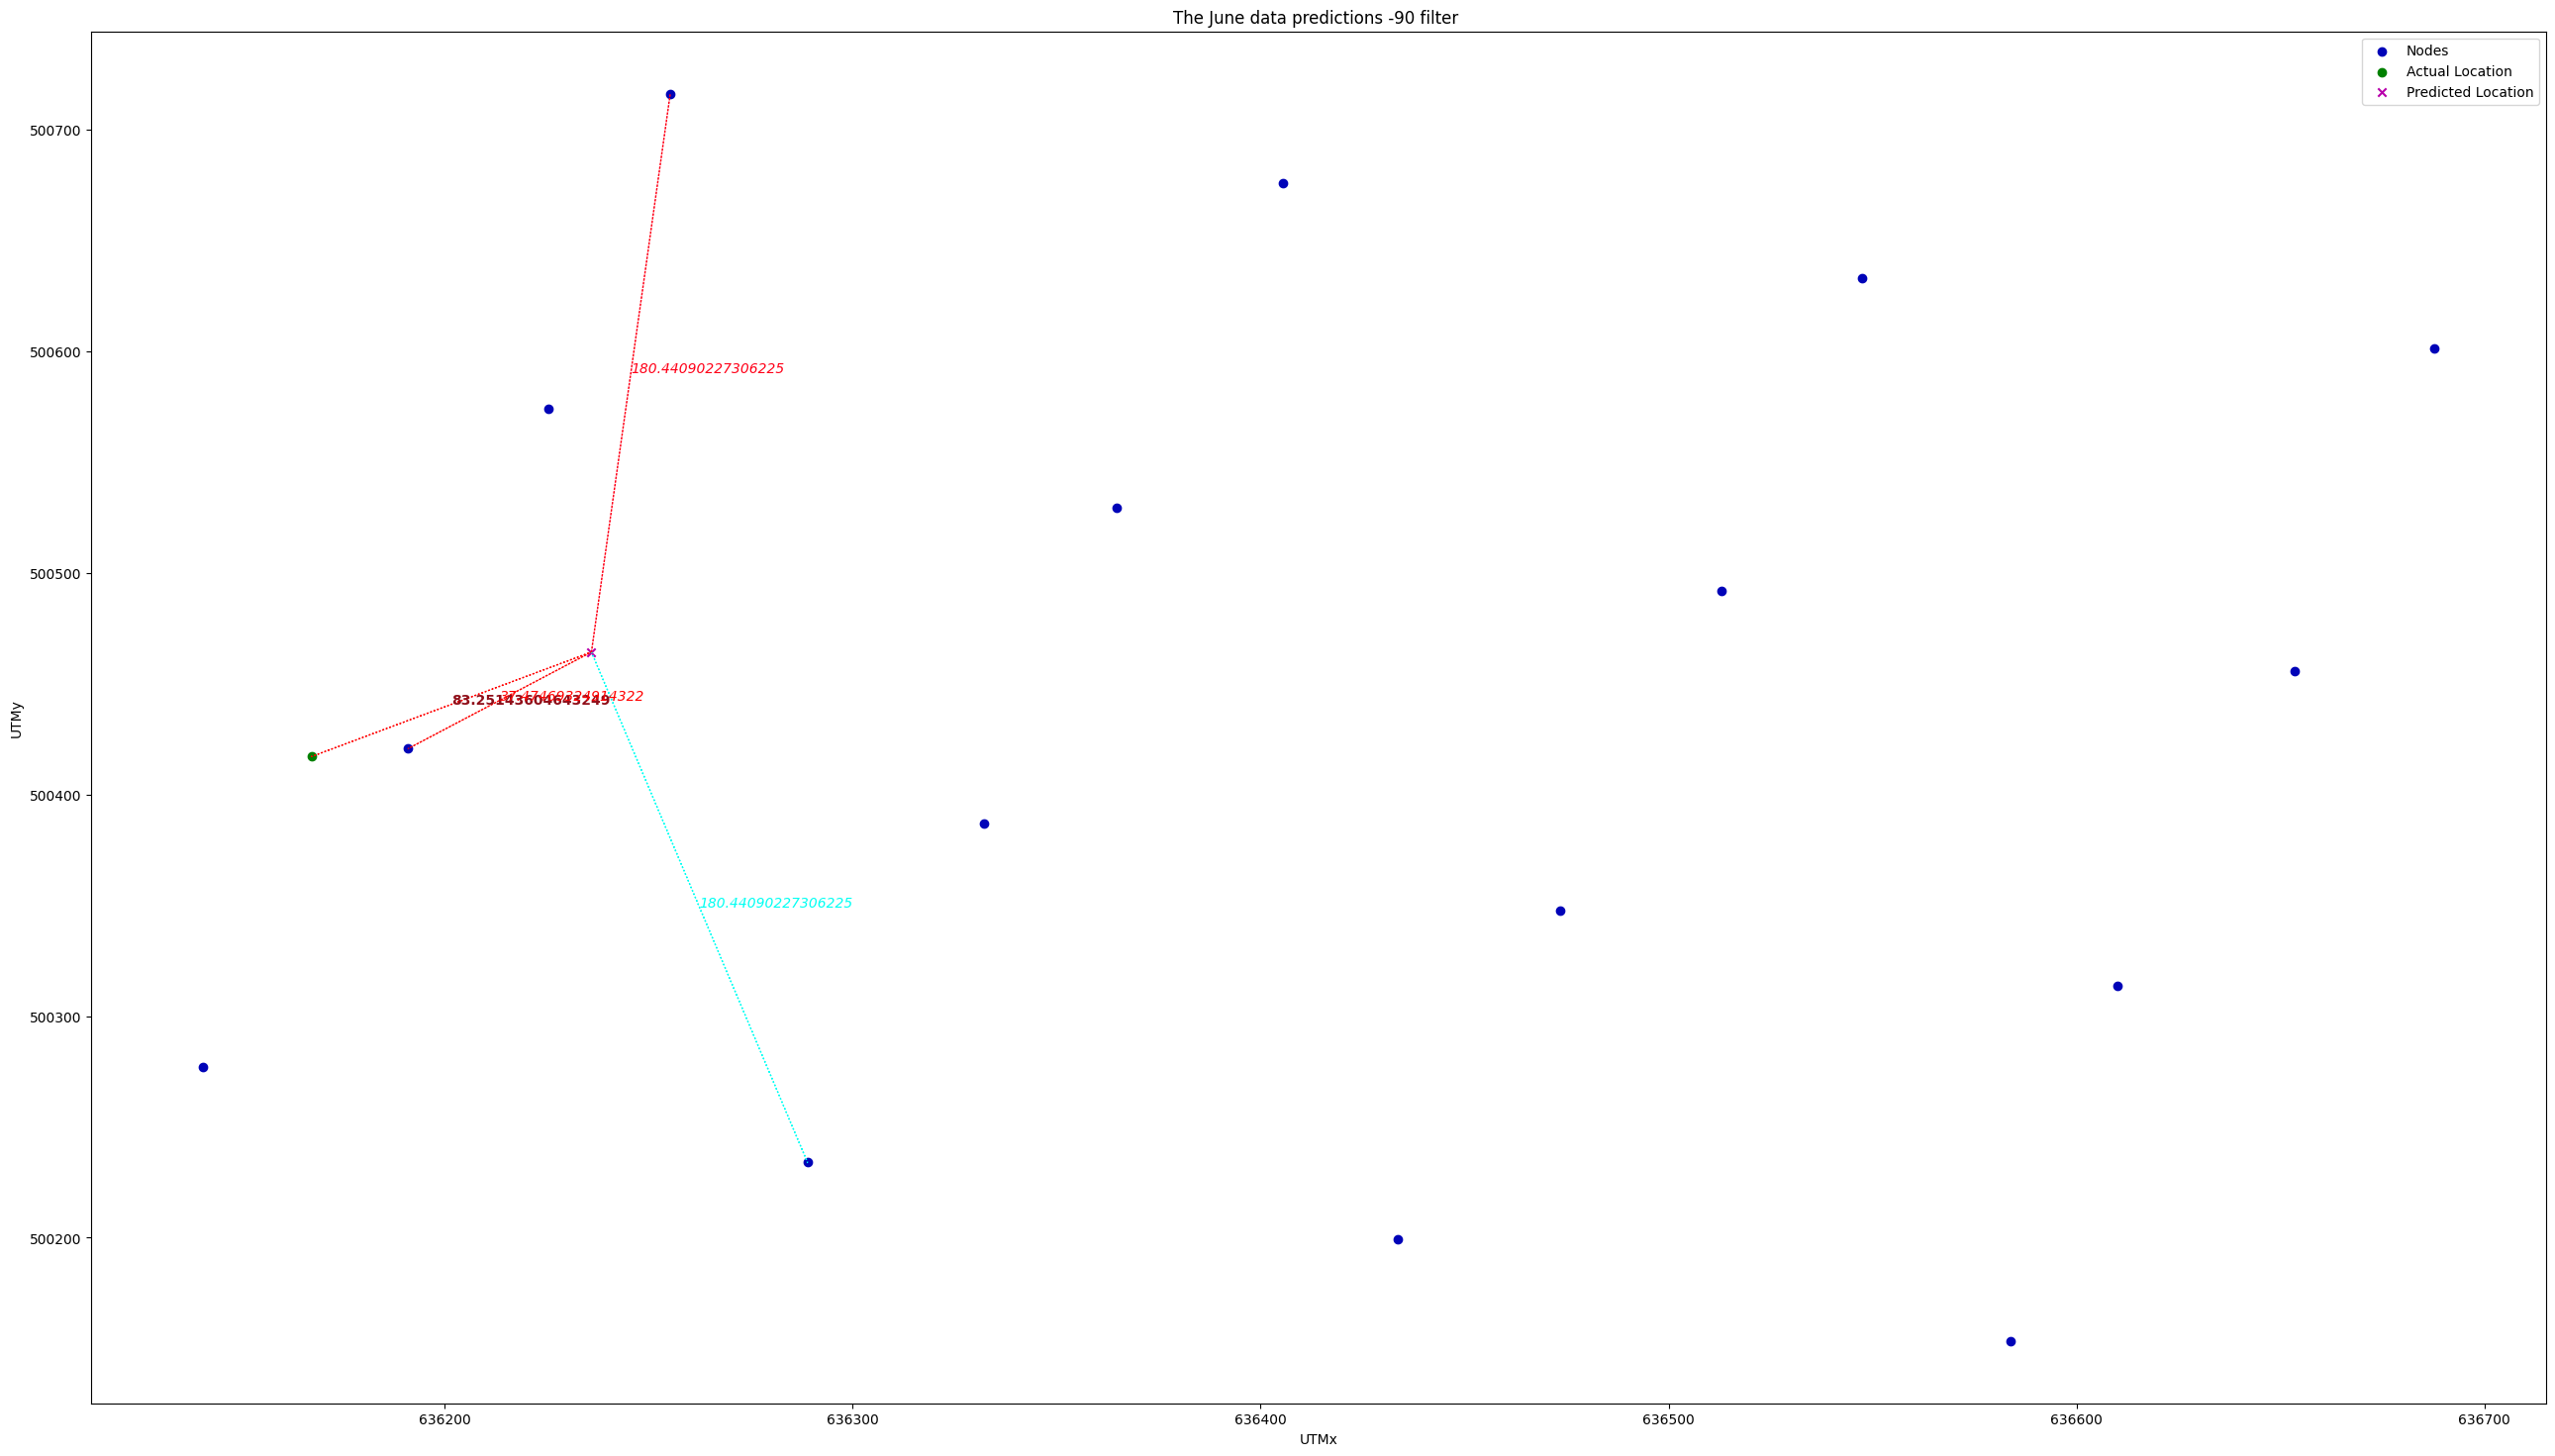 The June data predictions -90 filter
Nodes
Actual Location
Predicted Location
500700
180.44090227306225
500600
500500
83.25143604643249
UTMy
500400
180.44090227306225
500300
500200
636200
636300
636400
636500
636600
636700
UTMx